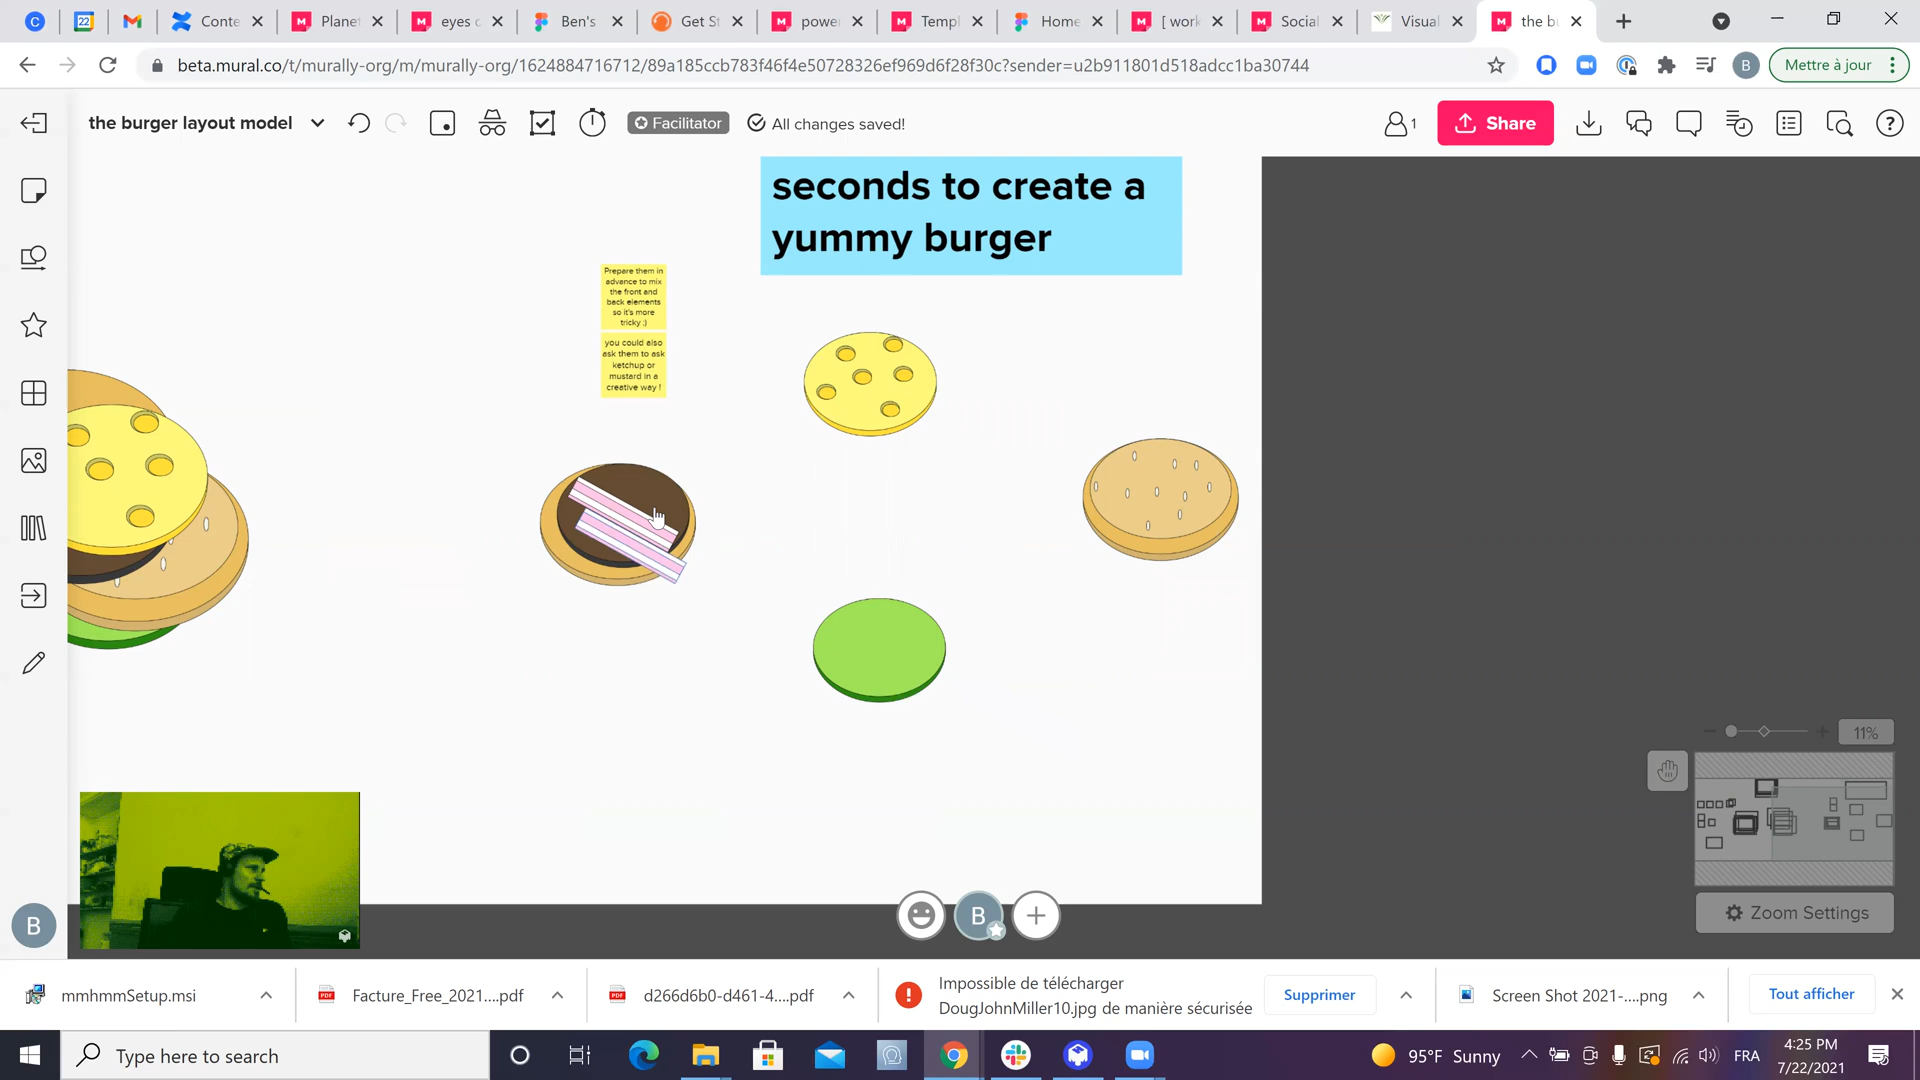 22
Conte
Planet
eyes c
Ben's
Get St
power
Templ
Home
[ work
Social
Visual
the bu
beta.mural.co/t/murally-org/m/murally-org/1624884716712/89a185ccb783f46f4e50728326ef969d6f28f30c?sender=u2b911801d518adcc1ba30744
B
Mettre à jour
the burger layout model
Facilitator
All changes saved!
1
Share
seconds to create a
yummy burger
Prepare them in
advance to mix
the front and
back elements
so it's more
tricky ;)
you could also
ask them to ask
ketchup or
mustard in a
creative way !
11%
Zoom Settings
B
B
mmhmmSetup.msi
Facture_Free_2021....pdf
d266d6b0-d461-4....pdf
Impossible de télécharger
DougJohnMiller10.jpg de manière sécurisée
Supprimer
Screen Shot 2021-....png
Tout afficher
Type here to search
95°F Sunny
FRA
4:25 PM
7/22/2021